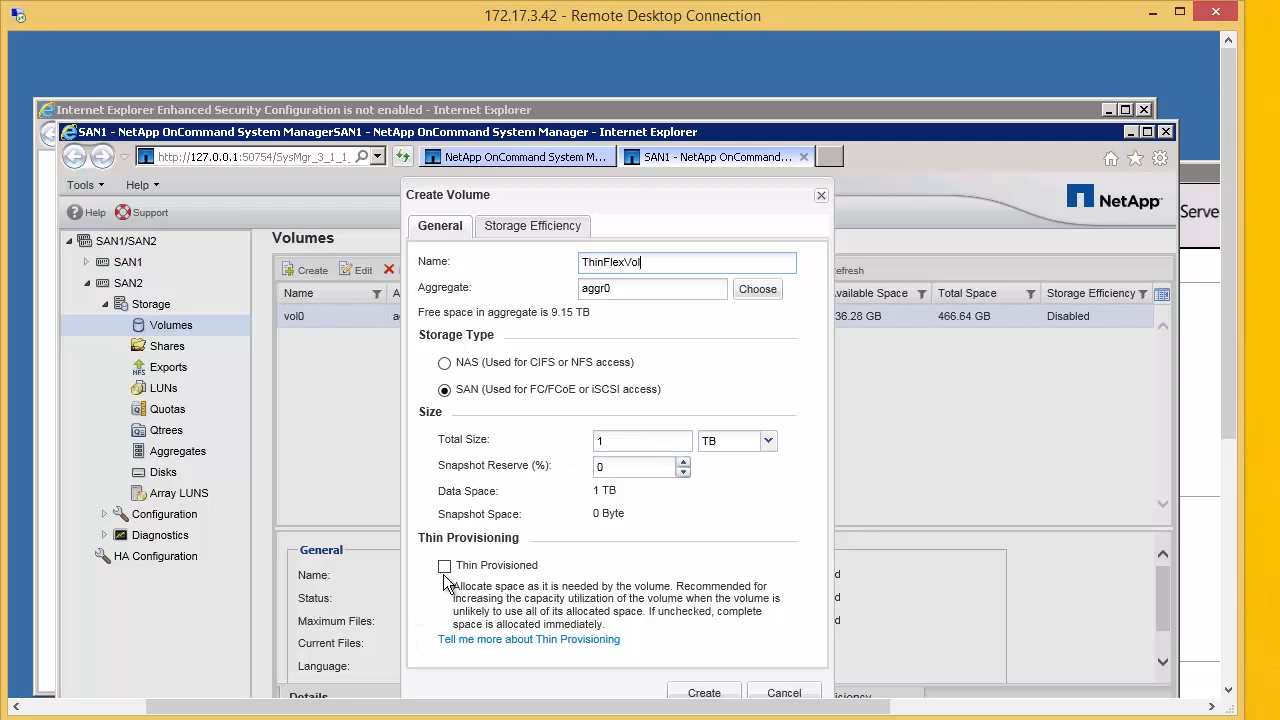 172.17.3.42 - Remote Desktop Connection
Internet Explorer Enhanced Security Configuration is not enabled - Internet Explorer
SAN1 - NetApp OnCommand System ManagerSAN1 - NetApp OnCommand System Manager - Internet Explorer
http://127.0.0.1:50754/SysMgr_3_1_1_
NetApp OnCommand System M...
SAN1 - NetApp OnCommand...
Tools
Help
NetApp
Help
Support
Serve
SAN1/SAN2
SAN1
SAN2
Storage
Volumes
Shares
Exports
LUNs
Quotas
Qtrees
Aggregates
Disks
Array LUNS
Configuration
Diagnostics
HA Configuration
Volumes
Create
Edit
efresh
Name
A
vailable Space
Total Space
Storage Efficiency
vol0
a
36.28 GB
466.64 GB
Disabled
Create Volume
General
Storage Efficiency
Name:
ThinFlexVol
Aggregate:
aggr0
Choose
Free space in aggregate is 9.15 TB
Storage Type
NAS (Used for CIFS or NFS access)
SAN (Used for FC/FCoE or iSCSI access)
Size
Total Size:
1
TB
Snapshot Reserve (%):
0
Data Space:
1 TB
Snapshot Space:
0 Byte
Thin Provisioning
Thin Provisioned
Allocate space as it is needed by the volume. Recommended for
increasing the capacity utilization of the volume when the volume is
unlikely to use all of its allocated space. If unchecked, complete
space is allocated immediately.
Tell me more about Thin Provisioning
Create
Cancel
General
Name:
Status:
Maximum Files:
Current Files:
Language:
d
d
Details